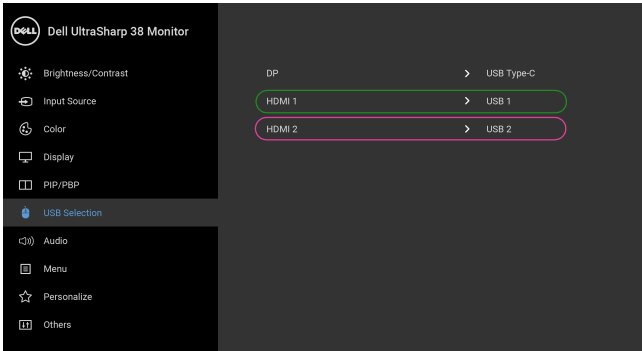 DELL Dell UltraSharp 38 Monitor
Brightness/Contrast
Input Source
Color
Display
PIP/PBP
USB Selection
Audio
Menu
Personalize
Others
DP > USB Type-C
HDMI 1 > USB 1
HDMI 2 > USB 2